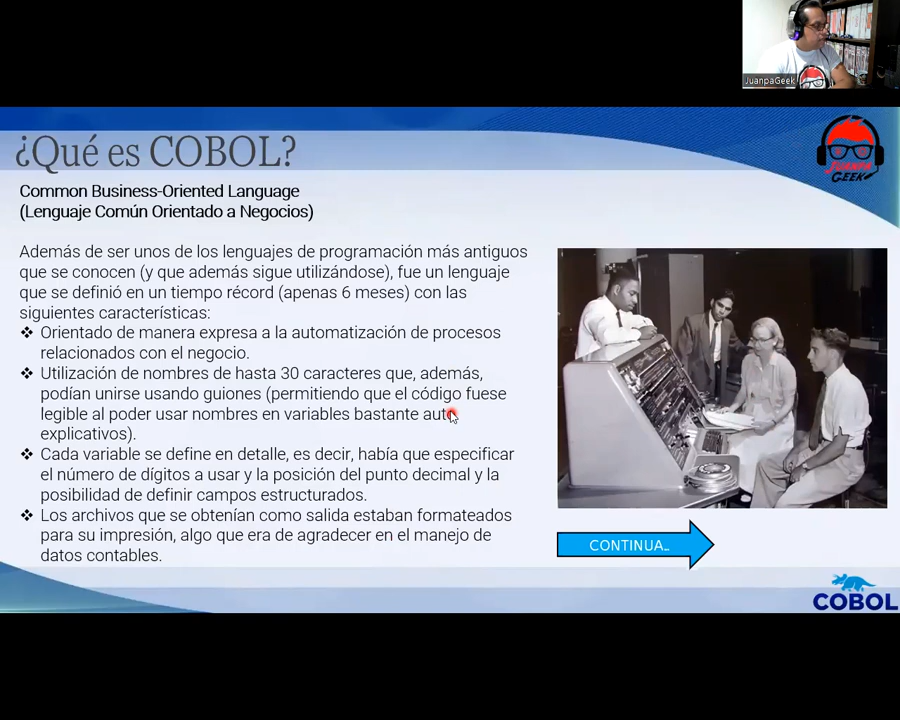 JuanpaGeek
¿Qué es COBOL?
JUANPA
GEEK
Common Business-Oriented Language
(Lenguaje Común Orientado a Negocios)
Además de ser unos de los lenguajes de programación más antiguos
que se conocen (y que además sigue utilizándose), fue un lenguaje
que se definió en un tiempo récord (apenas 6 meses) con las
siguientes características:
❖ Orientado de manera expresa a la automatización de procesos
relacionados con el negocio.
❖ Utilización de nombres de hasta 30 caracteres que, además,
podían unirse usando guiones (permitiendo que el código fuese
legible al poder usar nombres en variables bastante auto
explicativos).
❖ Cada variable se define en detalle, es decir, había que especificar
el número de dígitos a usar y la posición del punto decimal y la
posibilidad de definir campos estructurados.
❖ Los archivos que se obtenían como salida estaban formateados
para su impresión, algo que era de agradecer en el manejo de
datos contables.
CONTINUA...
COBOL